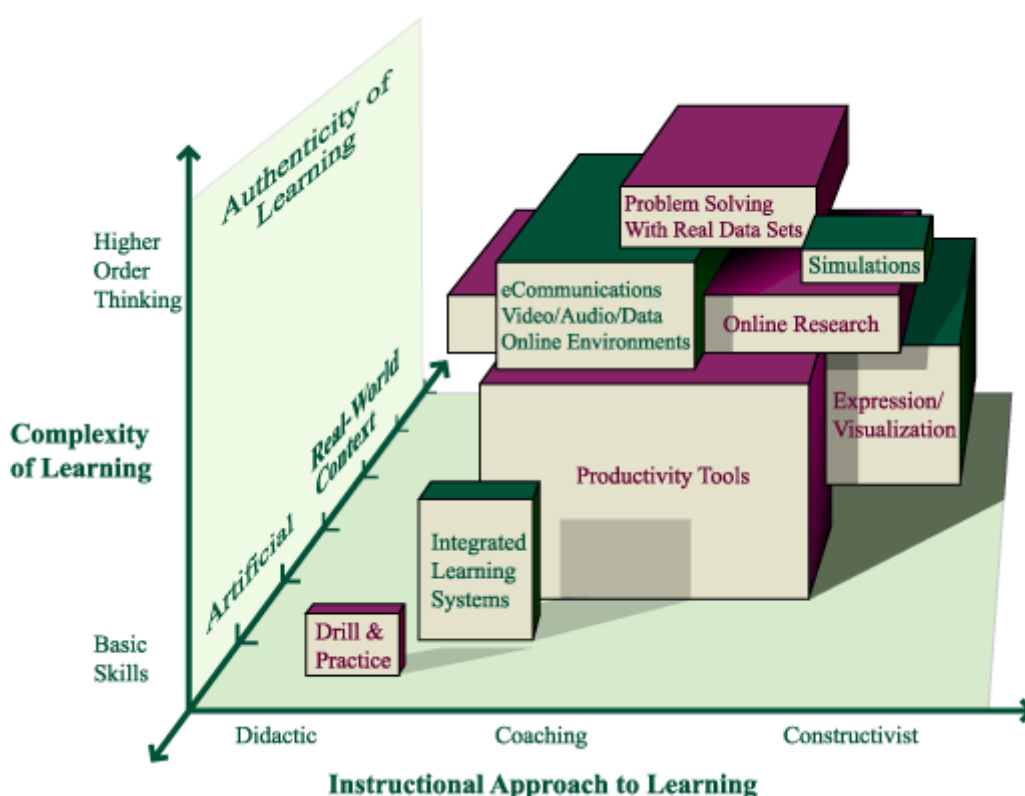 Authenticity of
Learning
Higher
Order
Thinking
Complexity
of Learning
Basic
Skills
Artificial
Real-World
Context
Problem Solving
With Real Data Sets
Simulations
eCommunications
Video/Audio/Data
Online Environments
Online Research
Expression/
Visualization
Productivity Tools
Integrated
Learning
Systems
Drill &
Practice
Didactic
Coaching
Constructivist
Instructional Approach to Learning